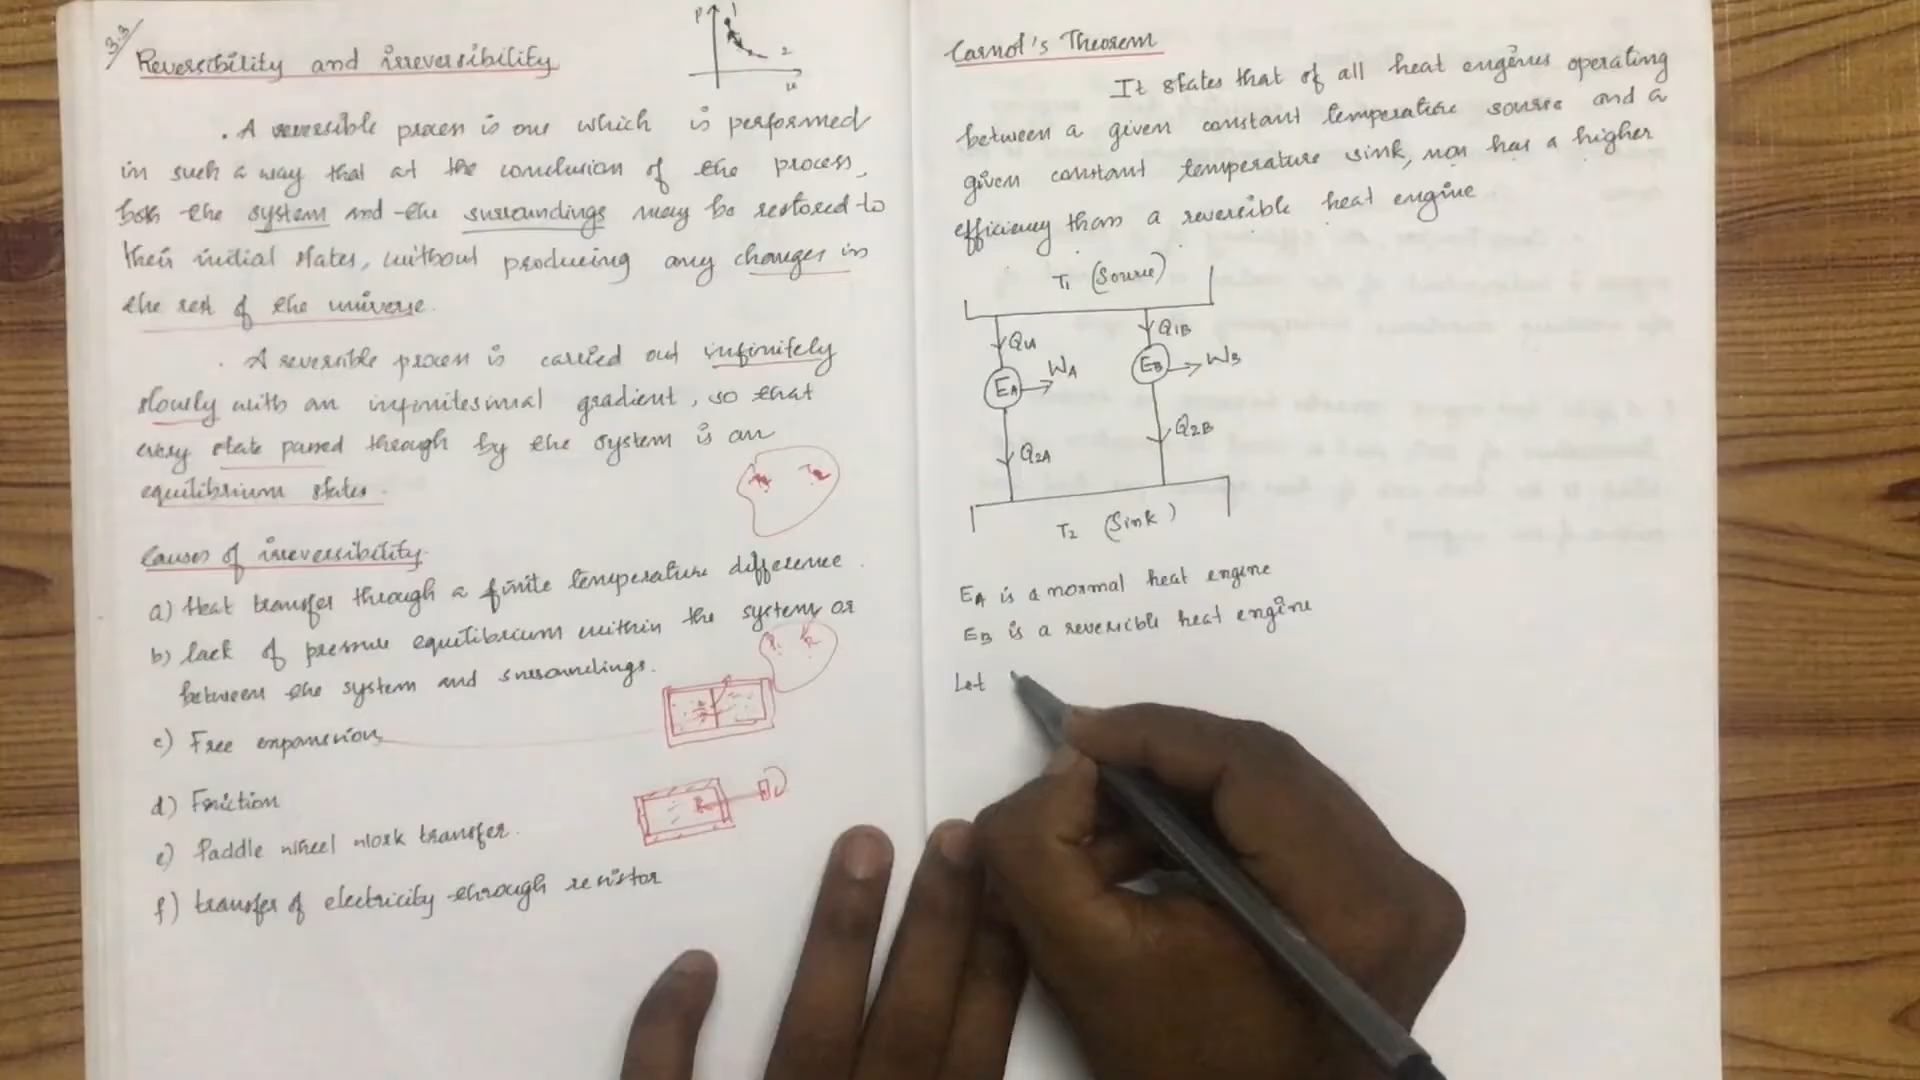 3.3
Reversibility and irreversibility
P
1
2
. A reversible process is one which is performed
in such a way that at the conclusion of the process,
both the system and the surroundings may be restored to
their initial states, without producing any changes in
the rest of the universe.
. A reversible process is carried out infinitely
slowly with an infinitesimal gradient, so that
every state passed through by the system is an
equilibrium states.
Causes of irreversibility.
a) Heat transfer through a finite temperature difference.
b) lack of pressure equilibrium within the system or
between the system and surroundings.
c) Free expansion
d) Friction
e) Paddle wheel work transfer.
f) transfer of electricity through resistor
Carnot's Theorem
It states that of all heat engines operating
between a given constant temperature source and a
given constant temperature sink, non has a higher
efficiency than a reversible heat engine
T1 (Source)
Q1B
EB
WB
EA
WA
Q2B
Q2A
T2 (Sink)
EA is a normal heat engine
EB is a reversible heat engine
Let